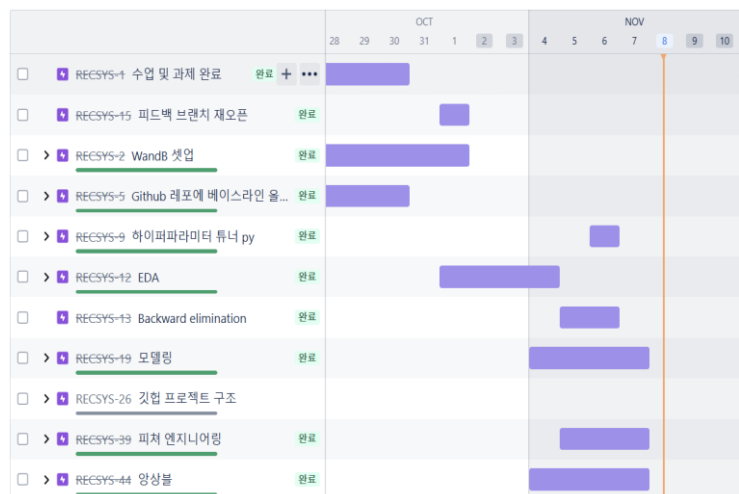 OCT NOV
28 29 30 31 1 2 3 4 5 6 7 8 9 10
RECSYS-1 수업 및 과제 완료 완료 + •••
RECSYS-15 피드백 브랜치 재오픈 완료
RECSYS-2 WandB 셋업 완료
RECSYS-5 Github 레포에 베이스라인 올... 완료
RECSYS-9 하이퍼파라미터 튜너 py 완료
RECSYS-12 EDA 완료
RECSYS-13 Backward elimination 완료
RECSYS-19 모델링 완료
RECSYS-26 깃헙 프로젝트 구조
RECSYS-39 피쳐 엔지니어링 완료
RECSYS-44 앙상블 완료